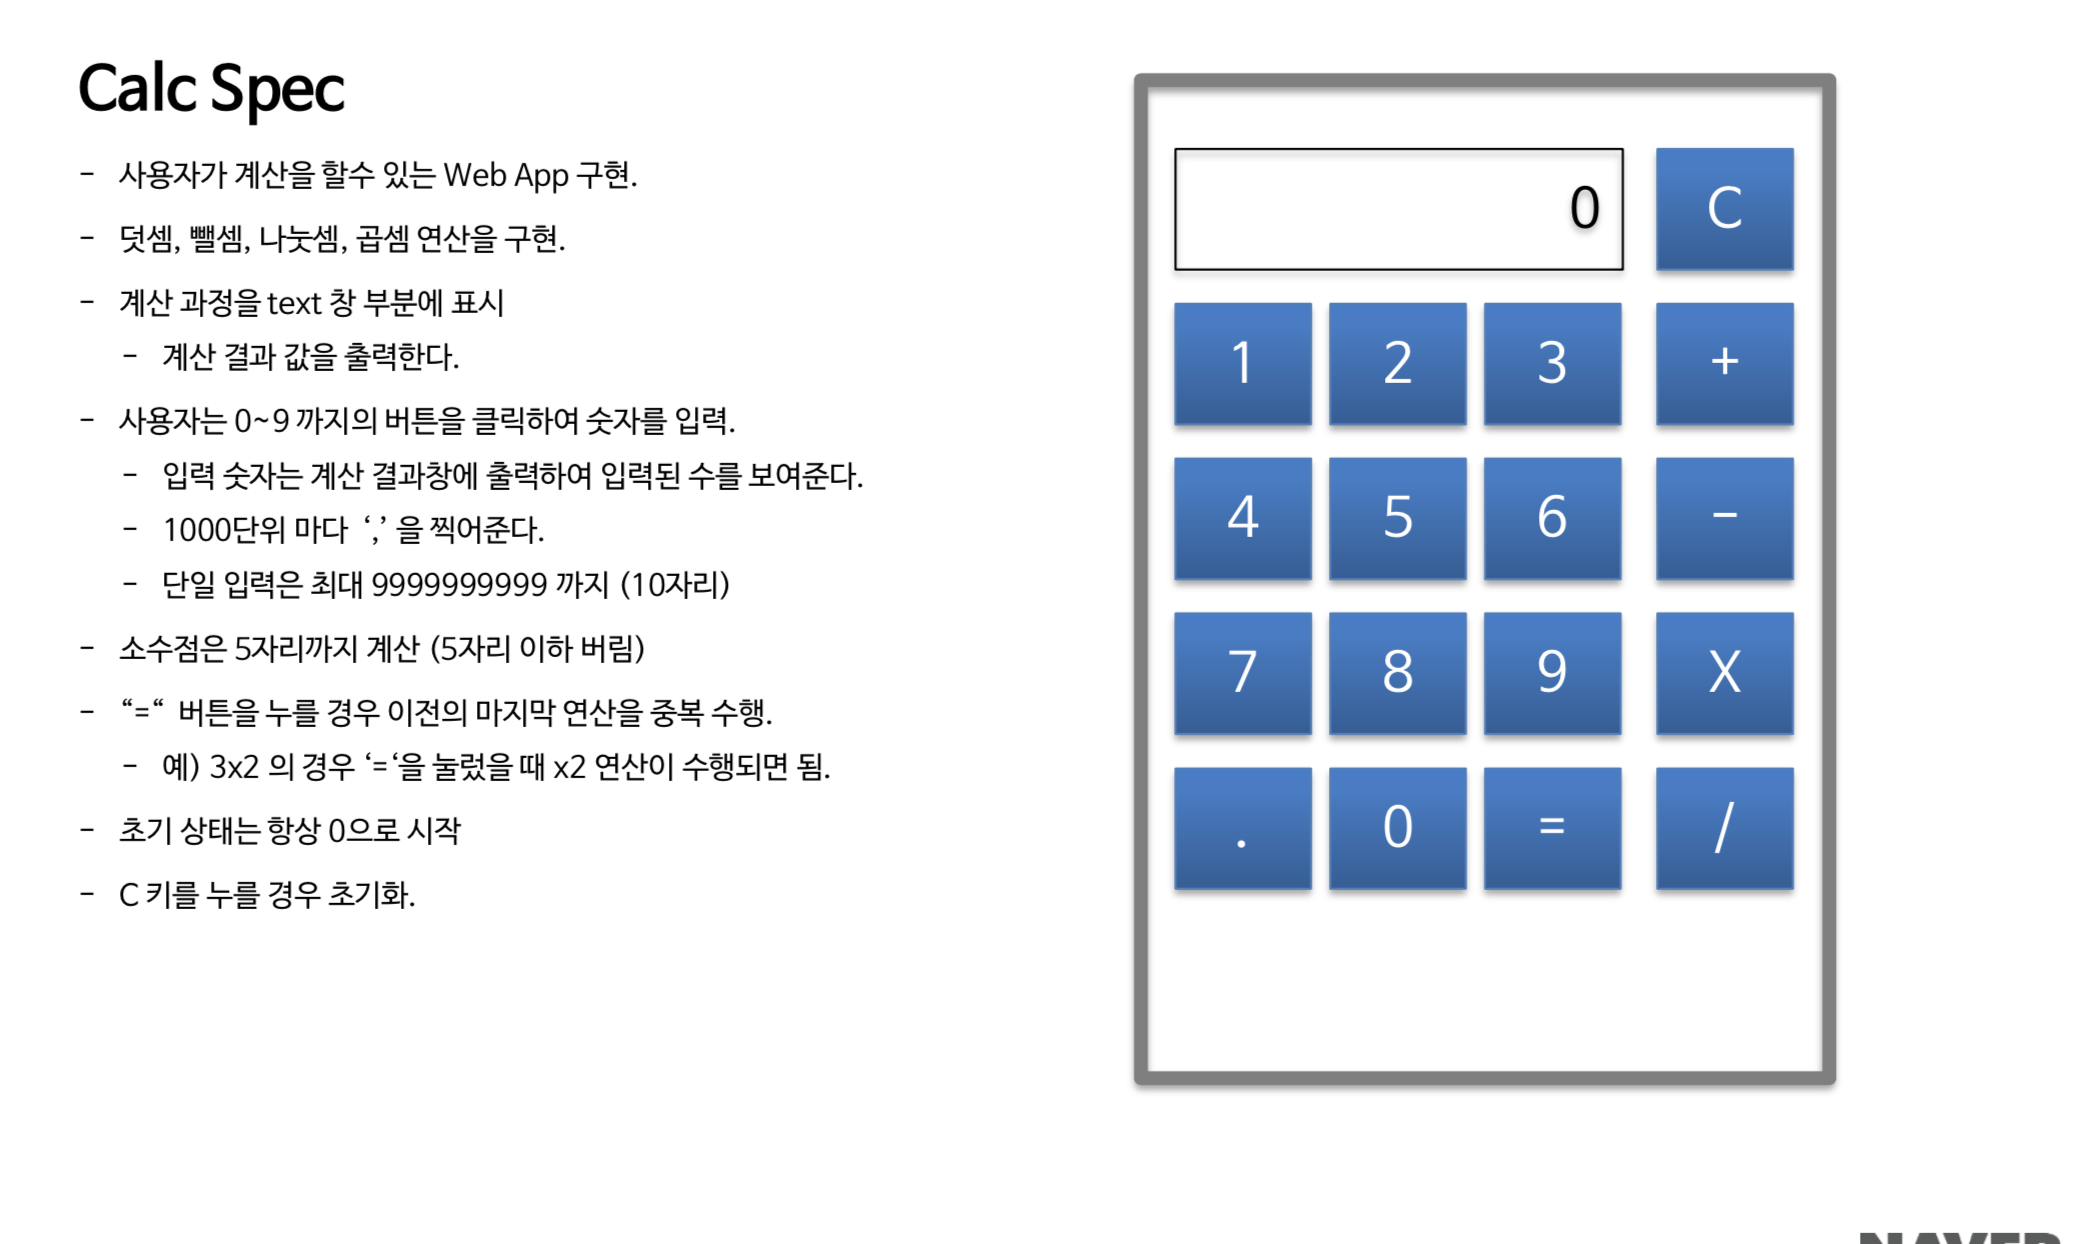 Calc Spec
- 사용자가 계산을 할수 있는 Web App 구현.
- 덧셈, 뺄셈, 나눗셈, 곱셈 연산을 구현.
- 계산 과정을 text 창 부분에 표시
- 계산 결과 값을 출력한다.
- 사용자는 0~9 까지의 버튼을 클릭하여 숫자를 입력.
- 입력 숫자는 계산 결과창에 출력하여 입력된 수를 보여준다.
- 1000단위 마다 ‘,’ 을 찍어준다.
- 단일 입력은 최대 9999999999 까지 (10자리)
- 소수점은 5자리까지 계산 (5자리 이하 버림)
- “=“ 버튼을 누를 경우 이전의 마지막 연산을 중복 수행.
- 예) 3x2 의 경우 ‘=‘을 눌렀을 때 x2 연산이 수행되면 됨.
- 초기 상태는 항상 0으로 시작
- C 키를 누를 경우 초기화.
0 C
1 2 3 +
4 5 6 -
7 8 9 X
. 0 = /
NAVER